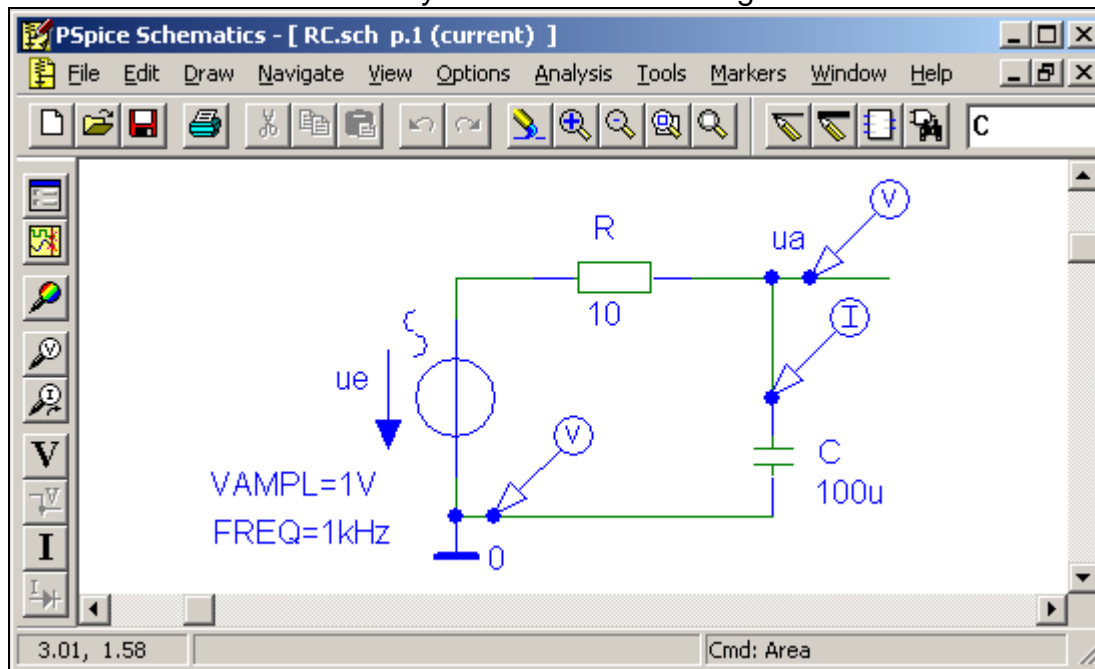 PSpice Schematics - [ RC.sch p.1 (current) ]
File Edit Draw Navigate View Options Analysis Tools Markers Window Help
C
V
R
ua
10
I
ue
V
C
VAMPL=1V
100u
FREQ=1kHz
0
V
I
V
V
I
I
3.01, 1.58
Cmd: Area